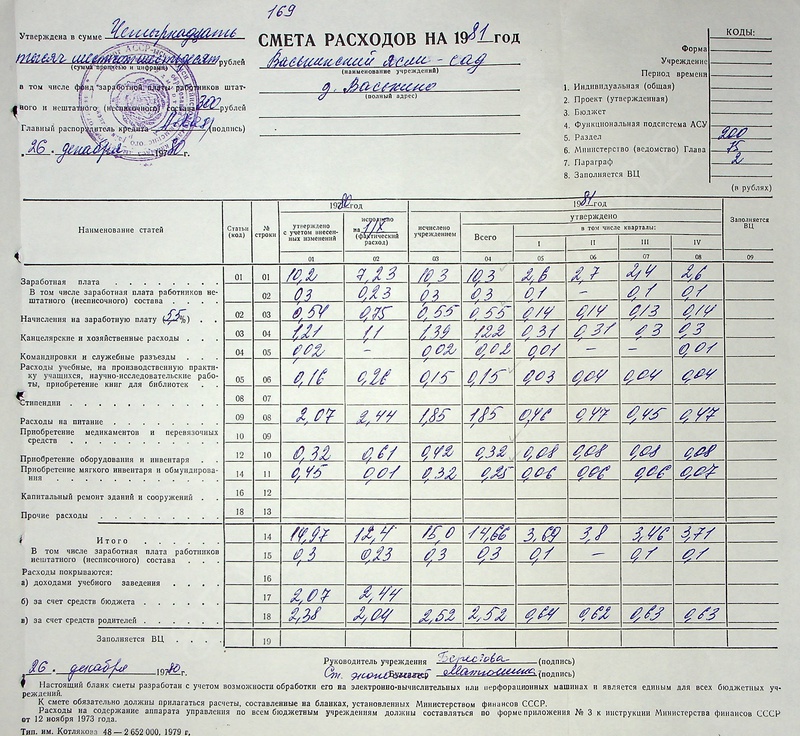 169
Утверждена в сумме Четырнадцать
тысяч шестьсот шестьдесят рублей
(сумма прописью и цифрами)
в том числе фонд заработной платы работников штат-
ного и нештатного (несписочного) состава 300 рублей
Главный распорядитель кредита (подпись)
„26" декабря 1980 г.
СМЕТА РАСХОДОВ НА 1981 ГОД
Васькинский ясли-сад
(наименование учреждений)
д. Васькино
(полный адрес)
КОДЫ:
Форма
Учреждение
Период времени
1. Индивидуальная (общая)
2. Проект (утвержденная)
3. Бюджет
4. Функциональная подсистема АСУ
5. Раздел 200
6. Министерство (ведомство) Глава 75
7. Параграф 2
8. Заполняется ВЦ
(в рублях)
Наименование статей Статьи (код) № строки 1980 год 1981 год Заполняется ВЦ
утверждено с учетом внесенных изменений исполнено на 1/X (фактический расход) исчислено учреждением утверждено
Всего в том числе кварталы:
I II III IV
01 02 03 04 05 06 07 08 09
Заработная плата 01 01 10,2 7,23 10,3 10,3 2,6 2,7 2,4 2,6
В том числе заработная плата работников не-
штатного (несписочного) состава 02 0,3 0,23 0,3 0,3 0,1 – 0,1 0,1
Начисления на заработную плату (5,5%) 02 03 0,54 0,75 0,55 0,55 0,14 0,14 0,13 0,14
Канцелярские и хозяйственные расходы 03 04 1,21 1,1 1,39 1,22 0,31 0,31 0,3 0,3
Командировки и служебные разъезды 04 05 0,02 – 0,02 0,02 0,01 – – 0,01
Расходы учебные, на производственную практи-
ку учащихся, научно-исследовательские рабо-
ты, приобретение книг для библиотек 05 06 0,16 0,26 0,15 0,15 0,03 0,04 0,04 0,04
Стипендии 08 07
Расходы на питание 09 08 2,07 2,44 1,85 1,85 0,46 0,47 0,45 0,47
Приобретение медикаментов и перевязочных
средств 10 09
Приобретение оборудования и инвентаря 12 10 0,32 0,61 0,42 0,32 0,08 0,08 0,08 0,08
Приобретение мягкого инвентаря и обмундирова-
ния 14 11 0,45 0,01 0,32 0,25 0,06 0,06 0,06 0,07
Капитальный ремонт зданий и сооружений 16 12
Прочие расходы 18 13
Итого 14 14,97 12,4 15,0 14,66 3,69 3,8 3,46 3,71
В том числе заработная плата работников
нештатного (несписочного) состава 15 0,3 0,23 0,3 0,3 0,1 – 0,1 0,1
Расходы покрываются:
а) доходами учебного заведения 16
б) за счет средств бюджета 17 2,07 2,44
в) за счет средств родителей 18 2,38 2,04 2,52 2,52 0,64 0,62 0,63 0,63
Заполняется ВЦ 19
„26" декабря 1980 г.
Руководитель учреждения Берестова (подпись)
Ст. экономист (подпись)
Настоящий бланк сметы разработан с учетом возможности обработки его на электронно-вычислительных или перфорационных машинах и является единым для всех бюджетных уч-
реждений.
К смете обязательно должны прилагаться расчеты, составленные на бланках, установленных Министерством финансов СССР.
Расходы на содержание аппарата управления по всем бюджетным учреждениям должны составляться по форме приложения № 3 к инструкции Министерства финансов СССР
от 12 ноября 1973 года.
Тип. им. Котлякова 48—2 652 000, 1979 г,